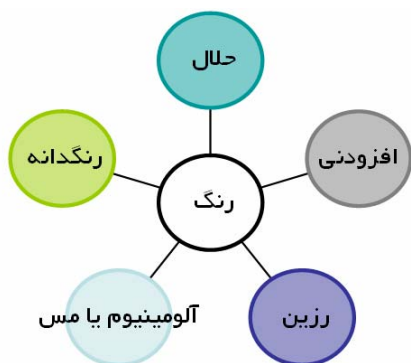 حلال
رنگدانه
افزودنی
رنگ
آلومینیوم یا مس
رزین